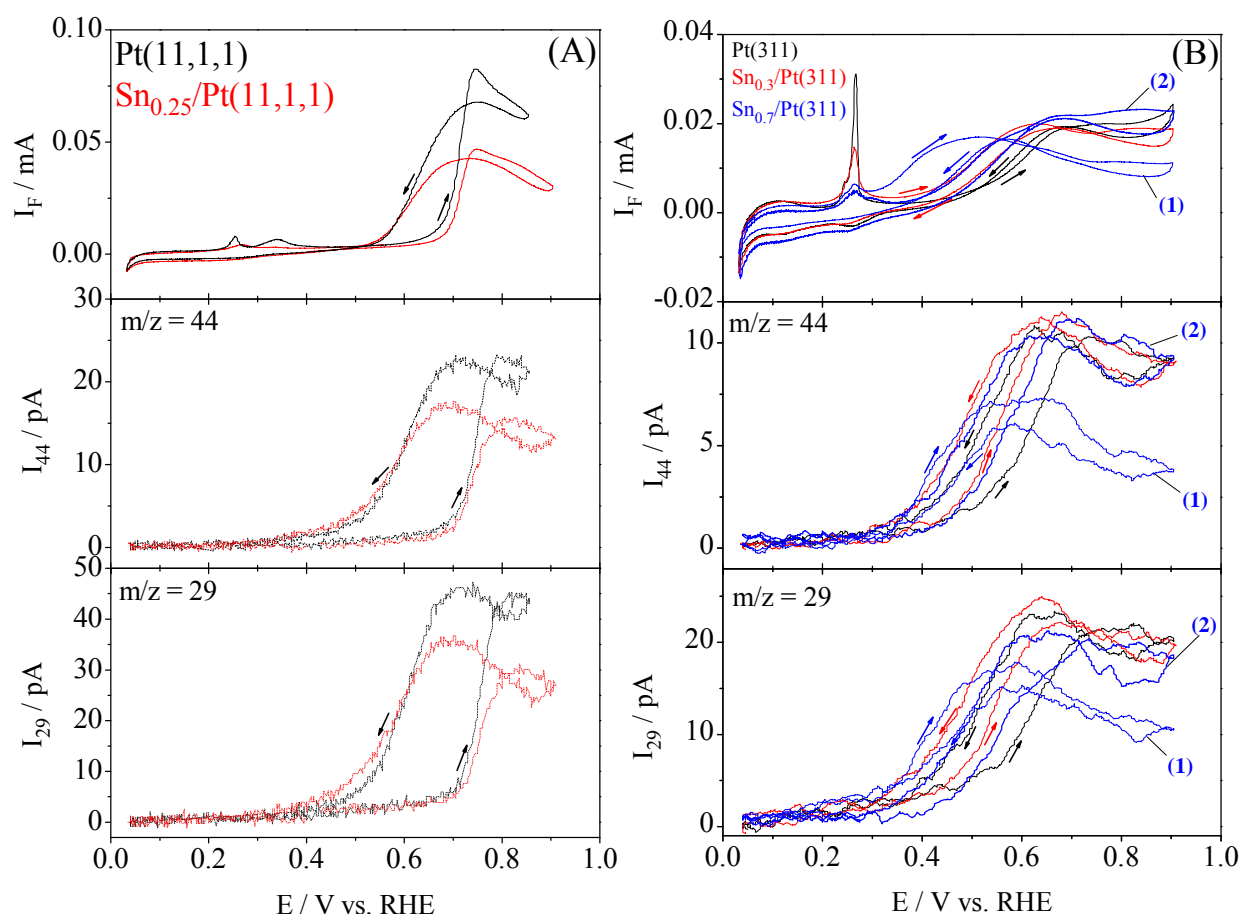 (A)
Pt(11,1,1)
Sn0.25/Pt(11,1,1)
0.10
0.05
0.00
I_F / mA
m/z = 44
30
20
10
0
I_44 / pA
m/z = 29
50
40
30
20
10
0
I_29 / pA
0.0 0.2 0.4 0.6 0.8 1.0
E / V vs. RHE
(B)
Pt(311)
Sn0.3/Pt(311)
Sn0.7/Pt(311)
(2)
(1)
0.04
0.02
0.00
-0.02
I_F / mA
m/z = 44
(2)
(1)
10
5
0
I_44 / pA
m/z = 29
(2)
(1)
20
10
0
I_29 / pA
0.0 0.2 0.4 0.6 0.8 1.0
E / V vs. RHE